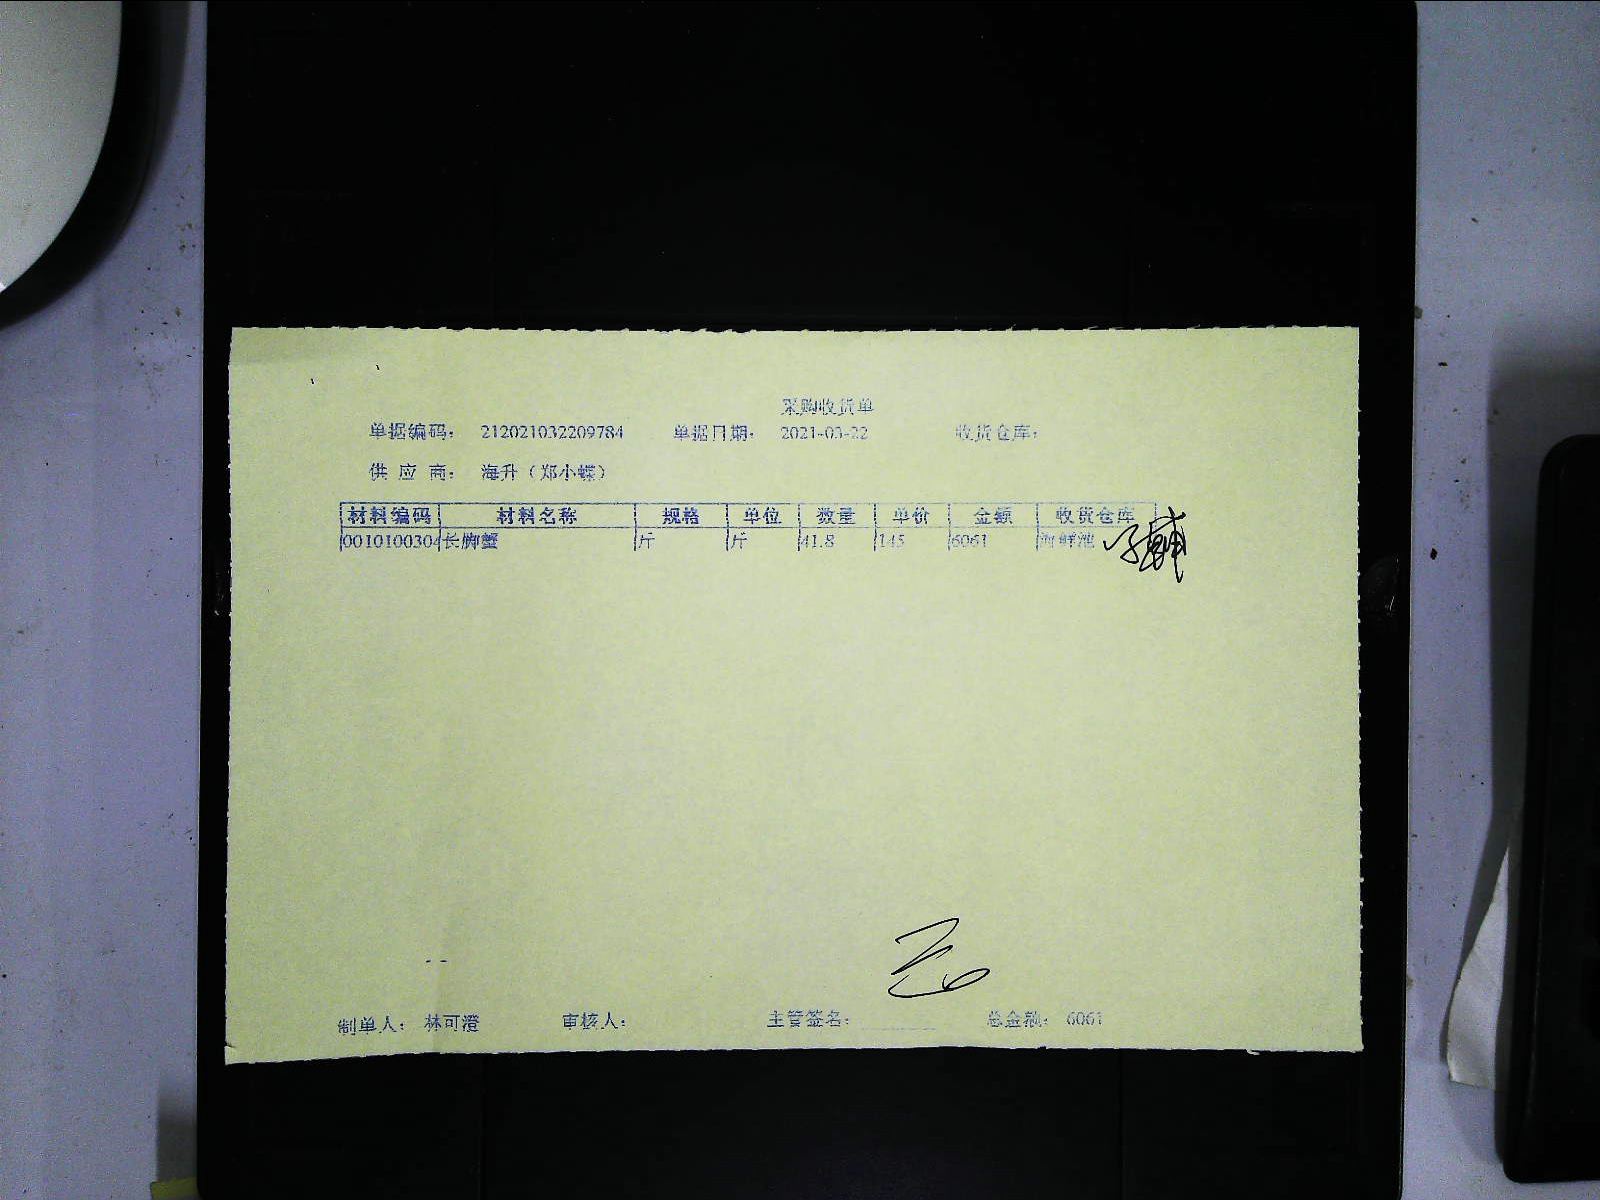 采购收货单
单据编码: 212021032209784 单据日期: 2021-03-22 收货仓库:
供 应 商: 海升（郑小蝶）
材料编码 材料名称 规格 单位 数量 单价 金额 收货仓库
0010100304 长脚蟹 斤 斤 41.8 145 6061 海鲜池
制单人: 林可澄 审核人: 主管签名: 总金额: 6061